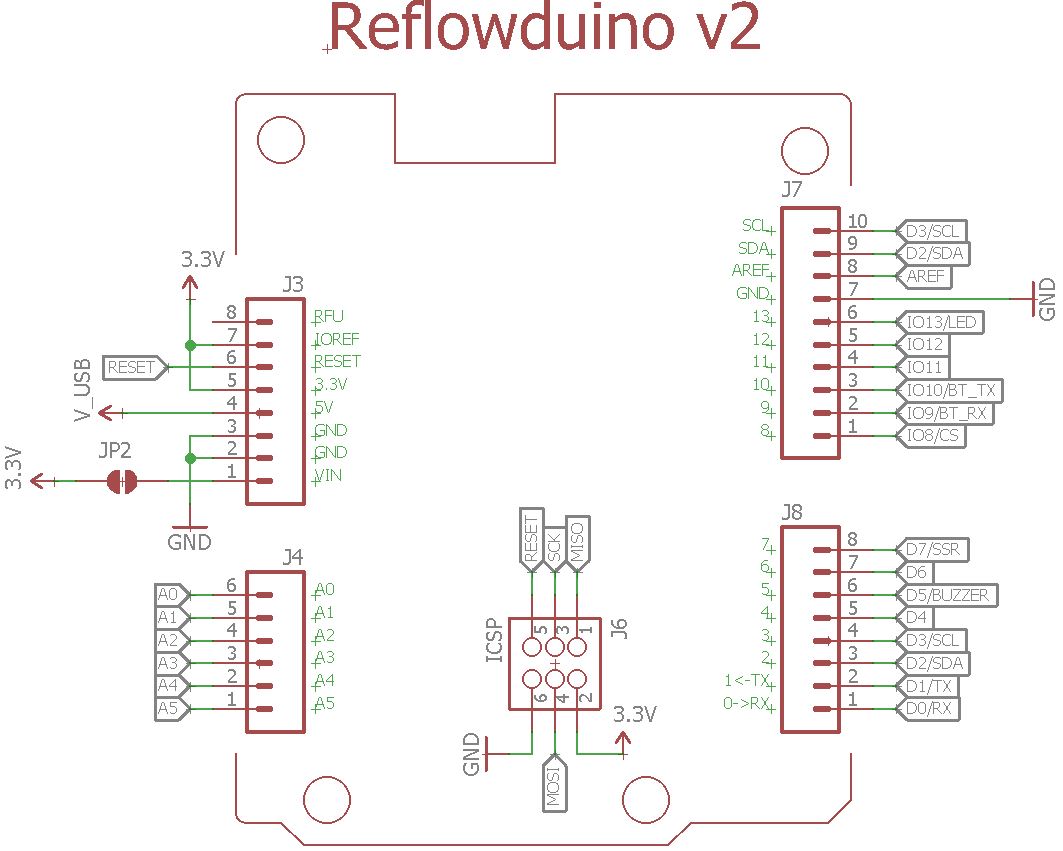 Reflowduino v2
J7
SCL 10 D3/SCL
SDA 9 D2/SDA
AREF 8 AREF
GND 7 GND
13 6 IO13/LED
12 5 IO12
11 4 IO11
10 3 IO10/BT_TX
9 2 IO9/BT_RX
8 1 IO8/CS
3.3V
J3
8 RFU
7 IOREF
RESET 6 RESET
5 3.3V
V_USB 4 5V
3 GND
2 GND
3.3V JP2 1 VIN
GND
J4
A0 6 A0
A1 5 A1
A2 4 A2
A3 3 A3
A4 2 A4
A5 1 A5
RESET SCK MISO
ICSP 5 3 1 J6
6 4 2
GND MOSI 3.3V
J8
7 8 D7/SSR
6 7 D6
5 6 D5/BUZZER
4 5 D4
3 4 D3/SCL
2 3 D2/SDA
1<-TX 2 D1/TX
0->RX 1 D0/RX